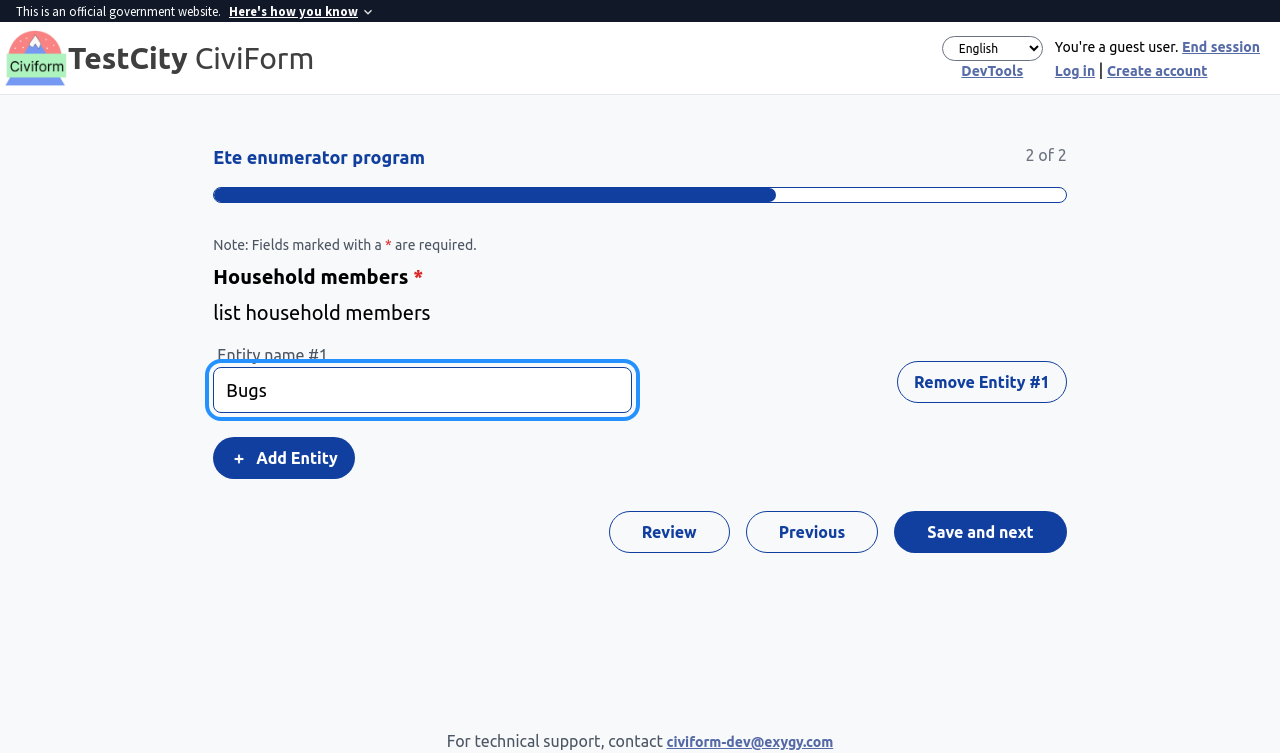 This is an official government website. Here's how you know
Civiform
TestCity CiviForm
English
You're a guest user. End session
DevTools
Log in | Create account
Ete enumerator program
2 of 2
Note: Fields marked with a * are required.
Household members *
list household members
Entity name #1
Bugs
Remove Entity #1
+ Add Entity
Review
Previous
Save and next
For technical support, contact civiform-dev@exygy.com